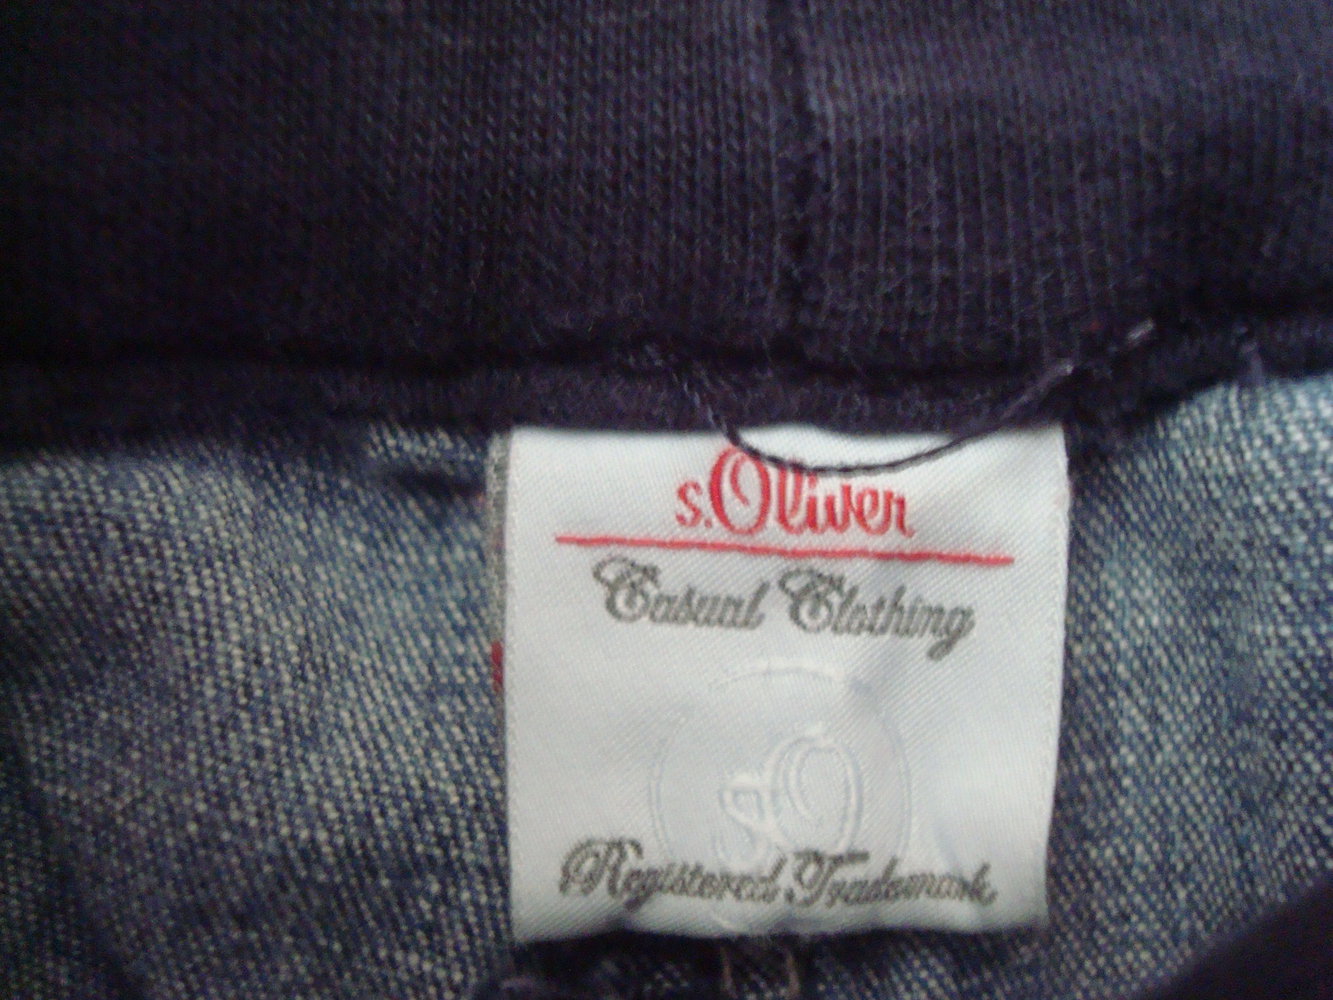 s.Oliver
Casual Clothing
sO
Registered Trademark